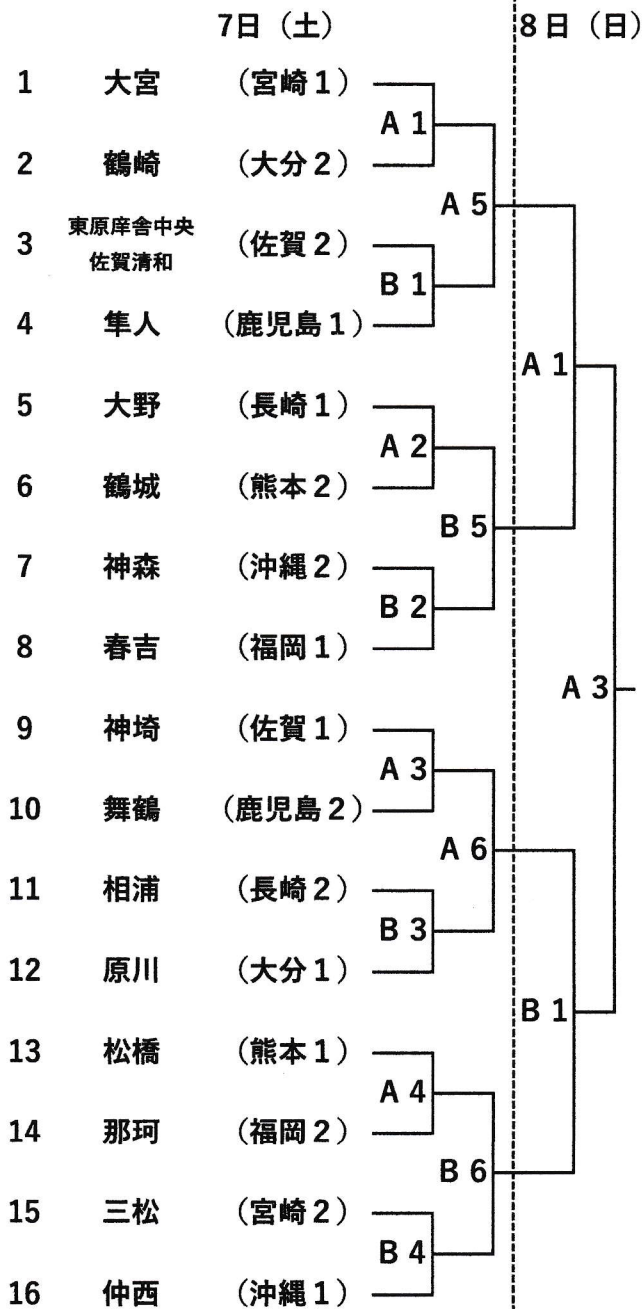 7日（土） 8日（日）
1 大宮 （宮崎１）
A 1
2 鶴崎 （大分２）
A 5
東原庠舎中央
3 （佐賀２）
佐賀清和
B 1
4 隼人 （鹿児島１）
A 1
5 大野 （長崎１）
A 2
6 鶴城 （熊本２）
B 5
7 神森 （沖縄２）
B 2
8 春吉 （福岡１）
A 3
9 神埼 （佐賀１）
A 3
10 舞鶴 （鹿児島２）
A 6
11 相浦 （長崎２）
B 3
12 原川 （大分１）
B 1
13 松橋 （熊本１）
A 4
14 那珂 （福岡２）
B 6
15 三松 （宮崎２）
B 4
16 仲西 （沖縄１）